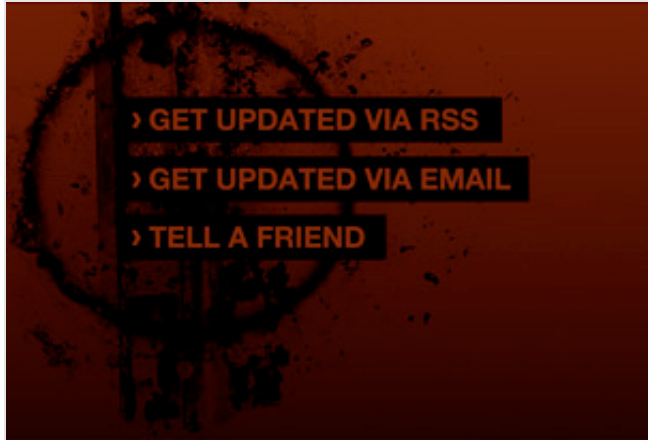 › GET UPDATED VIA RSS
› GET UPDATED VIA EMAIL
› TELL A FRIEND